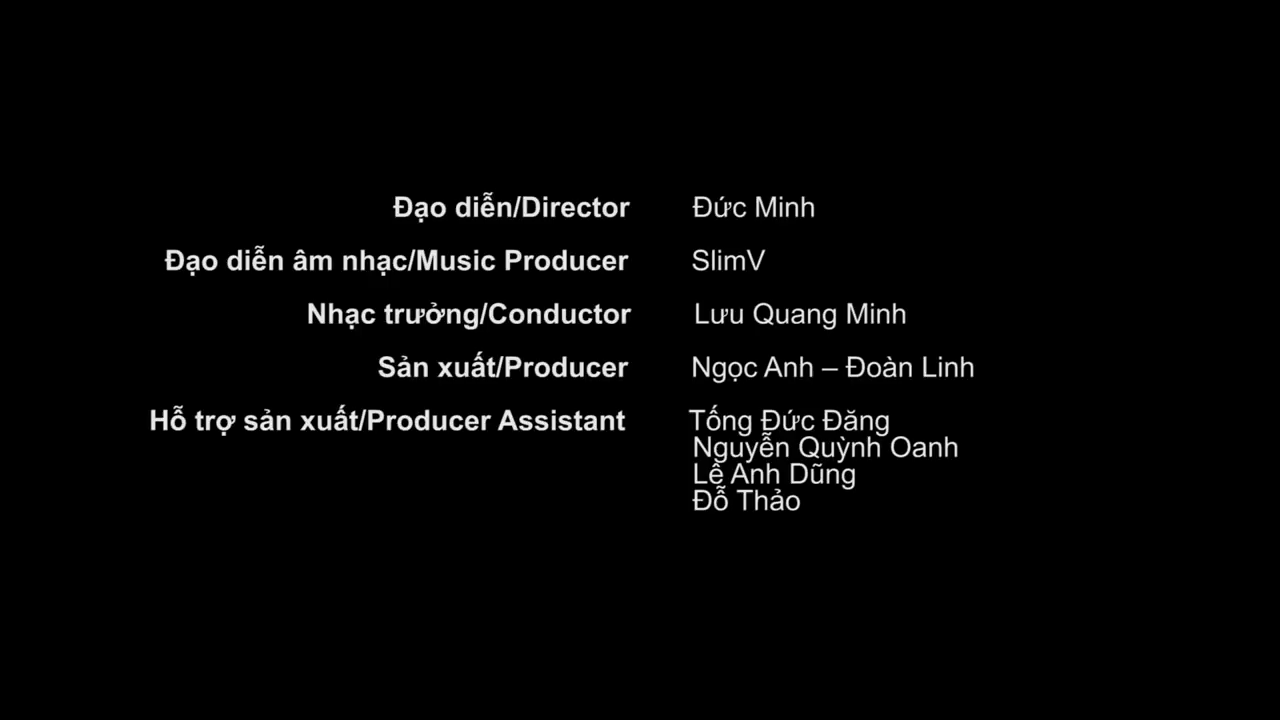 Đạo diễn/Director Đức Minh
Đạo diễn âm nhạc/Music Producer SlimV
Nhạc trưởng/Conductor Lưu Quang Minh
Sản xuất/Producer Ngọc Anh – Đoàn Linh
Hỗ trợ sản xuất/Producer Assistant Tống Đức Đăng
Nguyễn Quỳnh Oanh
Lê Anh Dũng
Đỗ Thảo